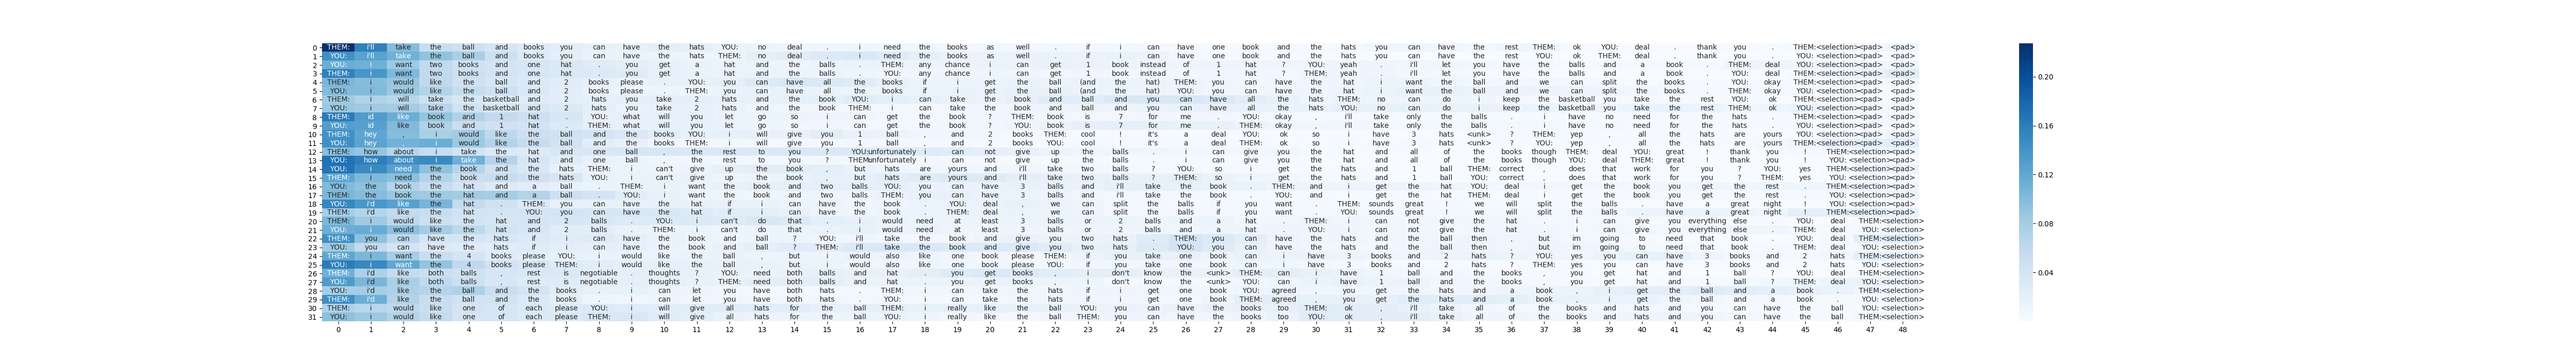 0 THEM: i'll take the ball and books you can have the hats YOU: no deal . i need the books as well . if i can have one book and the hats you can have the rest THEM: ok YOU: deal . thank you . THEM: <selection> <pad> <pad>
1 YOU: i'll take the ball and books you can have the hats THEM: no deal . i need the books as well . if i can have one book and the hats you can have the rest YOU: ok THEM: deal . thank you . YOU: <selection> <pad> <pad>
2 YOU: i want two books and one hat . you get a hat and the balls . THEM: any chance i can get 1 book instead of 1 hat ? YOU: yeah . i'll let you have the balls and a book . THEM: deal YOU: <selection> <pad> <pad>
3 THEM: i want two books and one hat . you get a hat and the balls . YOU: any chance i can get 1 book instead of 1 hat ? THEM: yeah . i'll let you have the balls and a book . YOU: deal THEM: <selection> <pad> <pad>
4 THEM: i would like the ball and 2 books please . YOU: you can have all the books if i get the ball (and the hat) THEM: you can have the hat i want the ball and we can split the books . YOU: okay THEM: <selection> <pad> <pad>
5 YOU: i would like the ball and 2 books please . THEM: you can have all the books if i get the ball (and the hat) YOU: you can have the hat i want the ball and we can split the books . THEM: okay YOU: <selection> <pad> <pad>
6 THEM: i will take the basketball and 2 hats you take 2 hats and the book YOU: i can take the book and ball and you can have all the hats THEM: no can do i keep the basketball you take the rest YOU: ok THEM: <selection> <pad> <pad>
7 YOU: i will take the basketball and 2 hats you take 2 hats and the book THEM: i can take the book and ball and you can have all the hats YOU: no can do i keep the basketball you take the rest THEM: ok YOU: <selection> <pad> <pad>
8 THEM: id like book and 1 hat . YOU: what will you let go so i can get the book ? THEM: book is 7 for me . YOU: okay , i'll take only the balls . i have no need for the hats . THEM: <selection> <pad> <pad>
9 YOU: id like book and 1 hat . THEM: what will you let go so i can get the book ? YOU: book is 7 for me . THEM: okay , i'll take only the balls . i have no need for the hats . YOU: <selection> <pad> <pad>
10 THEM: hey , i would like the ball and the books YOU: i will give you 1 ball , and 2 books THEM: cool ! it's a deal YOU: ok so i have 3 hats <unk> ? THEM: yep , all the hats are yours YOU: <selection> <pad> <pad>
11 YOU: hey , i would like the ball and the books THEM: i will give you 1 ball , and 2 books YOU: cool ! it's a deal THEM: ok so i have 3 hats <unk> ? YOU: yep , all the hats are yours THEM: <selection> <pad> <pad>
12 THEM: how about i take the hat and one ball , the rest to you ? YOU: unfortunately i can not give up the balls . i can give you the hat and all of the books though THEM: deal YOU: great ! thank you ! THEM: <selection> <pad>
13 YOU: how about i take the hat and one ball , the rest to you ? THEM: unfortunately i can not give up the balls . i can give you the hat and all of the books though YOU: deal THEM: great ! thank you ! YOU: <selection> <pad>
14 YOU: i need the book and the hats THEM: i can't give up the book , but hats are yours and i'll take two balls ? YOU: so i get the hats and 1 ball THEM: correct , does that work for you ? YOU: yes THEM: <selection> <pad>
15 THEM: i need the book and the hats YOU: i can't give up the book , but hats are yours and i'll take two balls ? THEM: so i get the hats and 1 ball YOU: correct , does that work for you ? THEM: yes YOU: <selection> <pad>
16 YOU: the book the hat and a ball . THEM: i want the book and two balls YOU: you can have 3 balls and i'll take the book . THEM: and i get the hat YOU: deal i get the book you get the rest . THEM: <selection> <pad>
17 THEM: the book the hat and a ball . YOU: i want the book and two balls THEM: you can have 3 balls and i'll take the book . YOU: and i get the hat THEM: deal i get the book you get the rest . YOU: <selection> <pad>
18 YOU: i'd like the hat . THEM: you can have the hat if i can have the book . YOU: deal , we can split the balls if you want . THEM: sounds great ! we will split the balls . have a great night ! YOU: <selection> <pad>
19 THEM: i'd like the hat . YOU: you can have the hat if i can have the book . THEM: deal , we can split the balls if you want . YOU: sounds great ! we will split the balls . have a great night ! THEM: <selection> <pad>
20 THEM: i would like the hat and 2 balls . YOU: i can't do that . i would need at least 3 balls or 2 balls and a hat . THEM: i can not give the hat . i can give you everything else . YOU: deal THEM: <selection>
21 YOU: i would like the hat and 2 balls . THEM: i can't do that . i would need at least 3 balls or 2 balls and a hat . YOU: i can not give the hat . i can give you everything else . THEM: deal YOU: <selection>
22 THEM: you can have the hats if i can have the book and ball ? YOU: i'll take the book and give you two hats . THEM: you can have the hats and the ball then , but im going to need that book . YOU: deal THEM: <selection>
23 YOU: you can have the hats if i can have the book and ball ? THEM: i'll take the book and give you two hats . YOU: you can have the hats and the ball then , but im going to need that book . THEM: deal YOU: <selection>
24 THEM: i want the 4 books please YOU: i would like the ball , but i would also like one book please THEM: if you take one book can i have 3 books and 2 hats ? YOU: yes you can have 3 books and 2 hats THEM: <selection>
25 YOU: i want the 4 books please THEM: i would like the ball , but i would also like one book please YOU: if you take one book can i have 3 books and 2 hats ? THEM: yes you can have 3 books and 2 hats YOU: <selection>
26 THEM: i'd like both balls , rest is negotiable . thoughts ? YOU: need both balls and hat . you get books , i don't know the <unk> THEM: can i have 1 ball and the books , you get hat and 1 ball ? YOU: deal THEM: <selection>
27 YOU: i'd like both balls , rest is negotiable . thoughts ? THEM: need both balls and hat . you get books , i don't know the <unk> YOU: can i have 1 ball and the books , you get hat and 1 ball ? THEM: deal YOU: <selection>
28 YOU: i'd like the ball and the books . i can let you have both hats . THEM: i can take the hats if i get one book YOU: agreed , you get the hats and a book , i get the ball and a book . THEM: <selection>
29 THEM: i'd like the ball and the books . i can let you have both hats . YOU: i can take the hats if i get one book THEM: agreed , you get the hats and a book , i get the ball and a book . YOU: <selection>
30 THEM: i would like one of each please YOU: i will give all hats for the ball THEM: i really like the ball YOU: you can have the books too THEM: ok , i'll take all of the books and hats and you can have the ball YOU: <selection>
31 YOU: i would like one of each please THEM: i will give all hats for the ball YOU: i really like the ball THEM: you can have the books too YOU: ok , i'll take all of the books and hats and you can have the ball THEM: <selection>
0 1 2 3 4 5 6 7 8 9 10 11 12 13 14 15 16 17 18 19 20 21 22 23 24 25 26 27 28 29 30 31 32 33 34 35 36 37 38 39 40 41 42 43 44 45 46 47 48
0.20
0.16
0.12
0.08
0.04